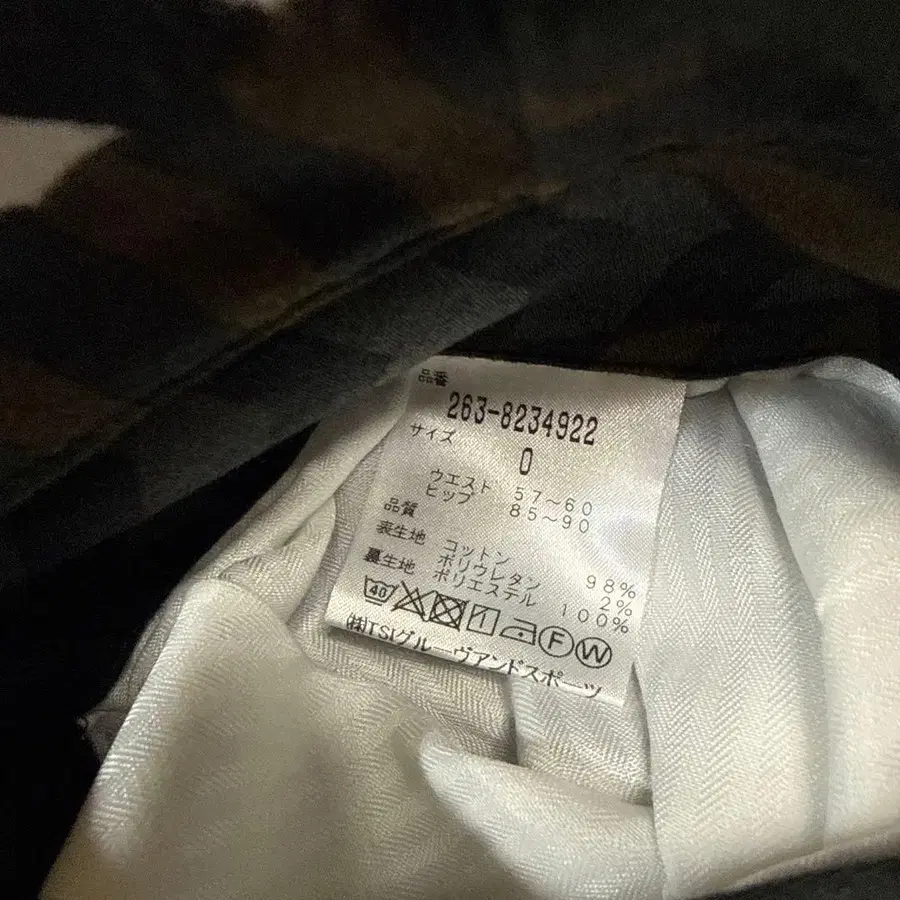 品番
263-8234922
サイズ
0
ウエスト 57~60
ヒップ 85~90
品質
表生地 コットン 98%
ポリウレタン 2%
裏生地 ポリエステル 100%
40 1 F W
㈱TSIグルーヴアンドスポーツ